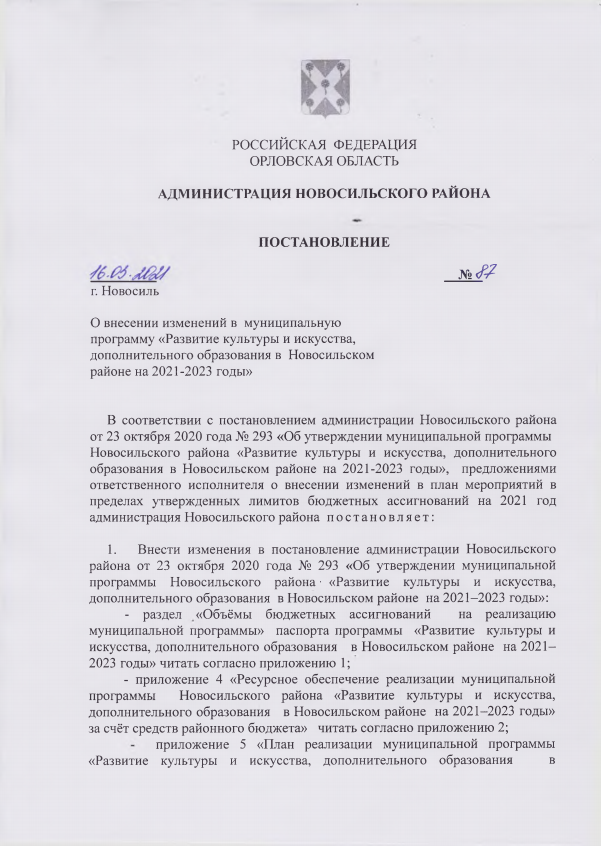 РОССИЙСКАЯ ФЕДЕРАЦИЯ
ОРЛОВСКАЯ ОБЛАСТЬ
АДМИНИСТРАЦИЯ НОВОСИЛЬСКОГО РАЙОНА
ПОСТАНОВЛЕНИЕ
16.03.2021 № 87
г. Новосиль
О внесении изменений в муниципальную
программу «Развитие культуры и искусства,
дополнительного образования в Новосильском
районе на 2021-2023 годы»
В соответствии с постановлением администрации Новосильского района
от 23 октября 2020 года № 293 «Об утверждении муниципальной программы
Новосильского района «Развитие культуры и искусства, дополнительного
образования в Новосильском районе на 2021-2023 годы», предложениями
ответственного исполнителя о внесении изменений в план мероприятий в
пределах утвержденных лимитов бюджетных ассигнований на 2021 год
администрация Новосильского района п о с т а н о в л я е т :
1. Внести изменения в постановление администрации Новосильского
района от 23 октября 2020 года № 293 «Об утверждении муниципальной
программы Новосильского района «Развитие культуры и искусства,
дополнительного образования в Новосильском районе на 2021–2023 годы»:
- раздел «Объёмы бюджетных ассигнований на реализацию
муниципальной программы» паспорта программы «Развитие культуры и
искусства, дополнительного образования в Новосильском районе на 2021–
2023 годы» читать согласно приложению 1;
- приложение 4 «Ресурсное обеспечение реализации муниципальной
программы Новосильского района «Развитие культуры и искусства,
дополнительного образования в Новосильском районе на 2021–2023 годы»
за счёт средств районного бюджета» читать согласно приложению 2;
- приложение 5 «План реализации муниципальной программы
«Развитие культуры и искусства, дополнительного образования в